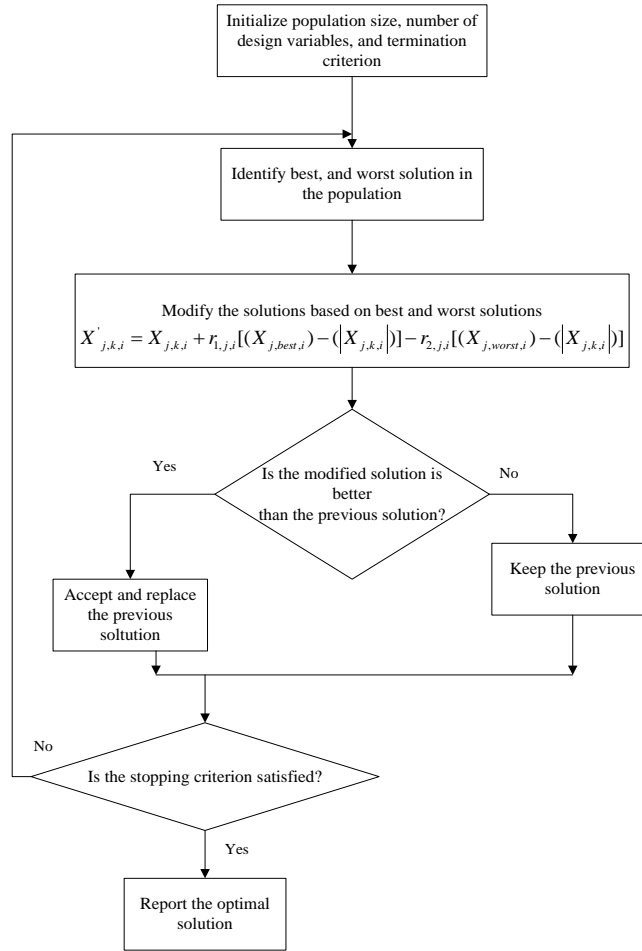 Initialize population size, number of
design variables, and termination
criterion
Identify best, and worst solution in
the population
Modify the solutions based on best and worst solutions
X'j,k,i = Xj,k,i + r1,j,i[(Xj,best,i) − (|Xj,k,i|)] − r2,j,i[(Xj,worst,i) − (|Xj,k,i|)]
Yes
Is the modified solution is
better
than the previous solution?
No
Accept and replace
the previous
soltution
Keep the previous
solution
No
Is the stopping criterion satisfied?
Yes
Report the optimal
solution